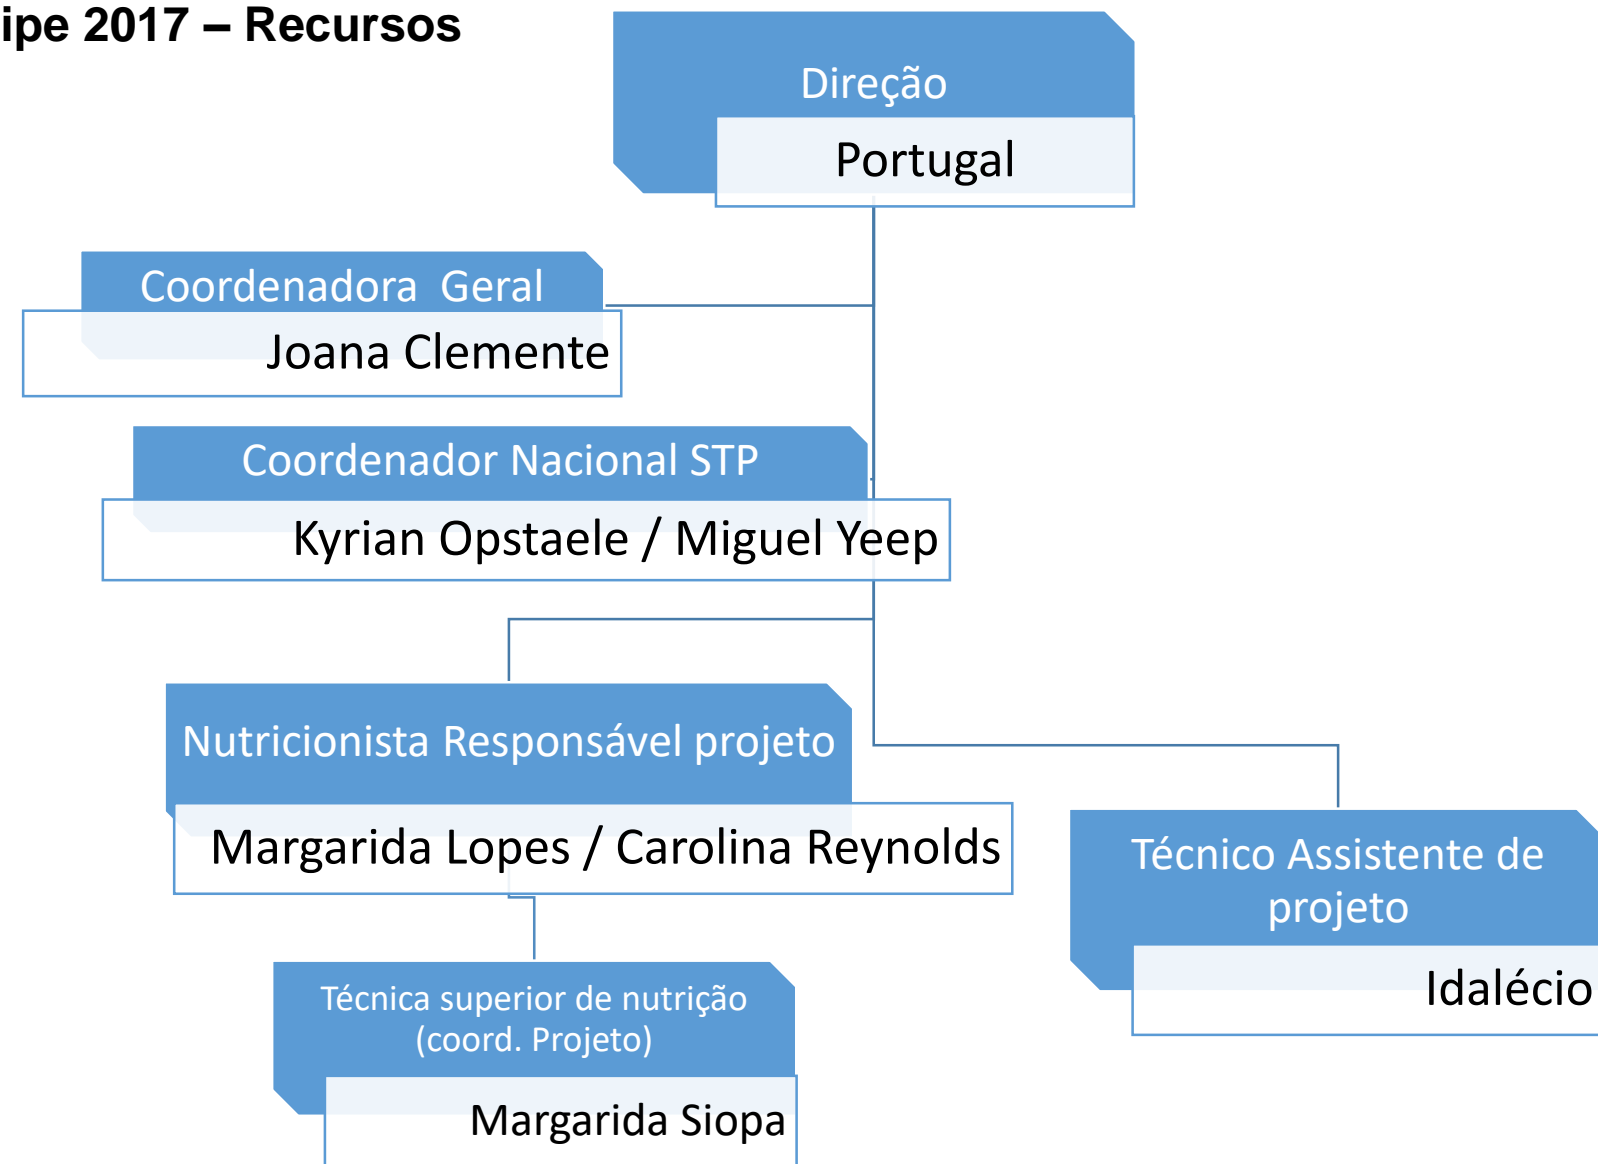 ipe 2017 – Recursos
Direção
Portugal
Coordenadora  Geral
Joana Clemente
Coordenador Nacional STP
Kyrian Opstaele / Miguel Yeep
Nutricionista Responsável projeto
Margarida Lopes / Carolina Reynolds
Técnico Assistente de
projeto
Idalécio
Técnica superior de nutrição
(coord. Projeto)
Margarida Siopa